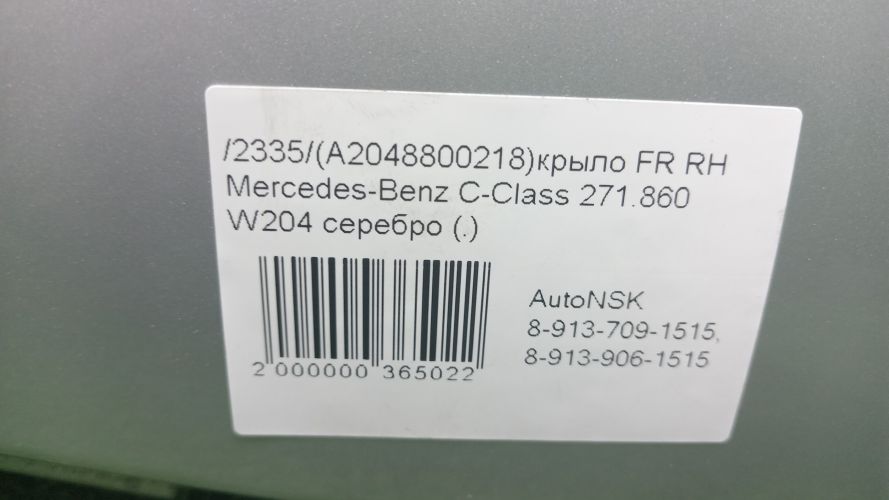 /2335/(A2048800218)крыло FR RH
Mercedes-Benz C-Class 271.860
W204 серебро (.)
AutoNSK
8-913-709-1515,
8-913-906-1515
2 000000 365022